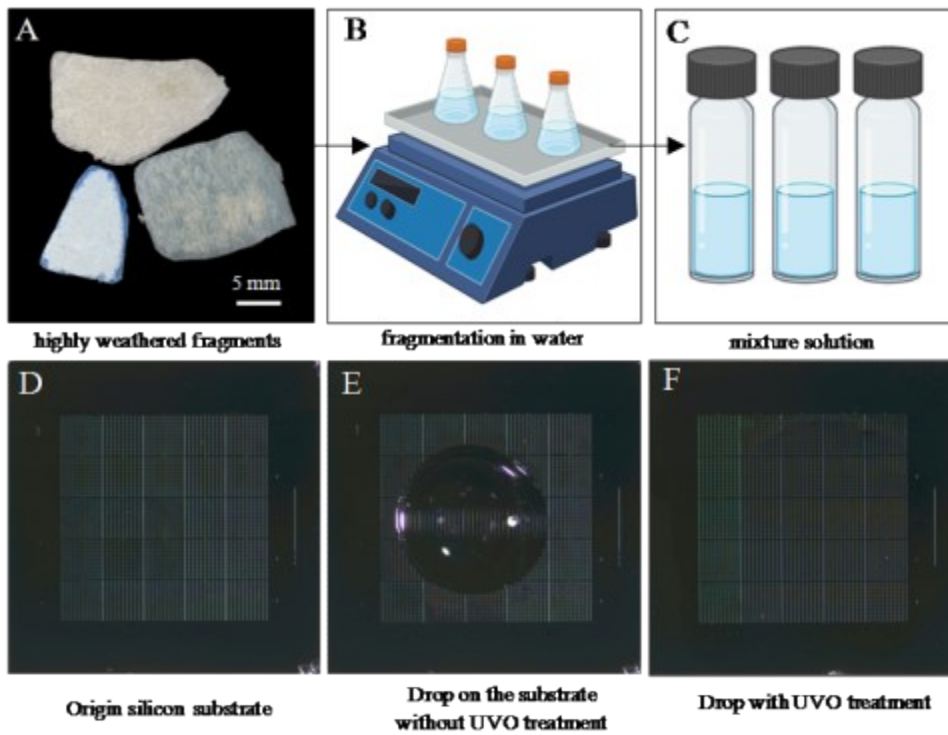 A
B
C
5 mm
highly weathered fragments
fragmentation in water
mixture solution
D
E
F
Origin silicon substrate
Drop on the substrate
without UVO treatment
Drop with UVO treatment